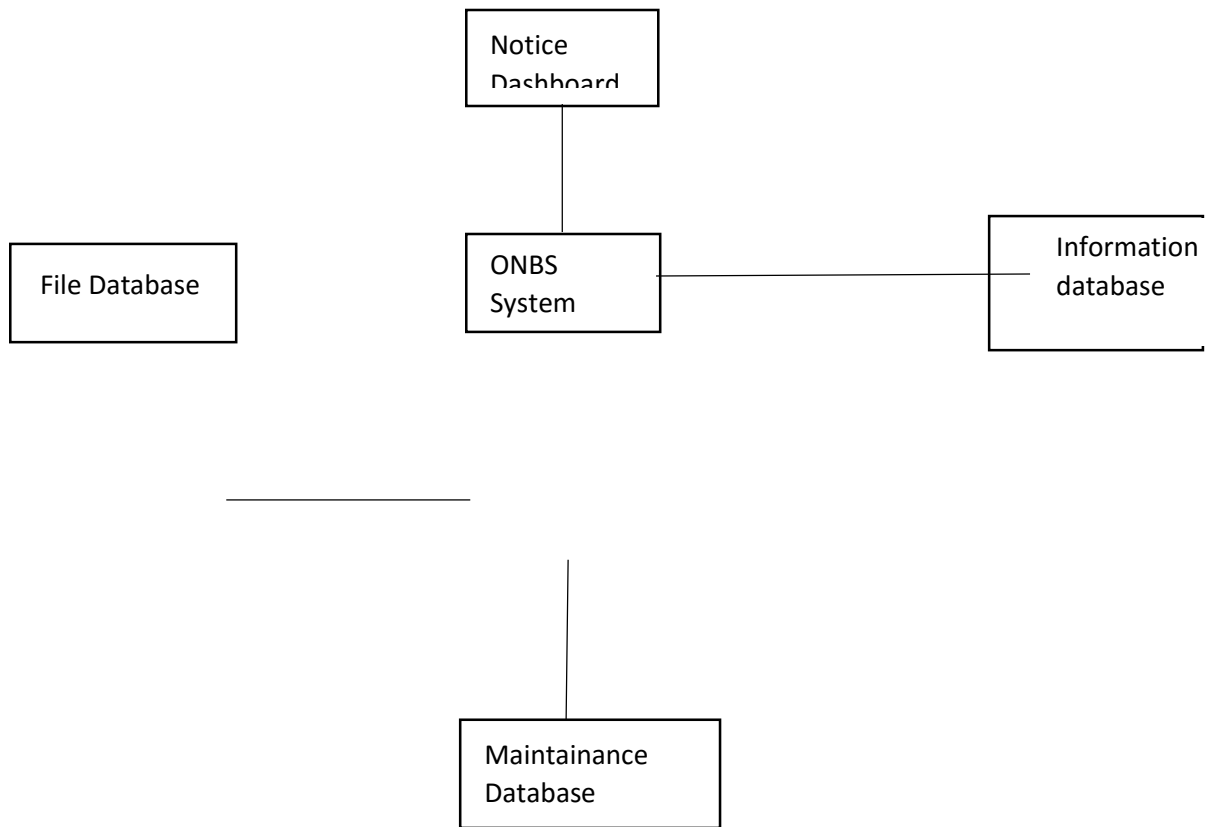 Notice
Dashboard
ONBS
System
Information
database
File Database
Maintainance
Database